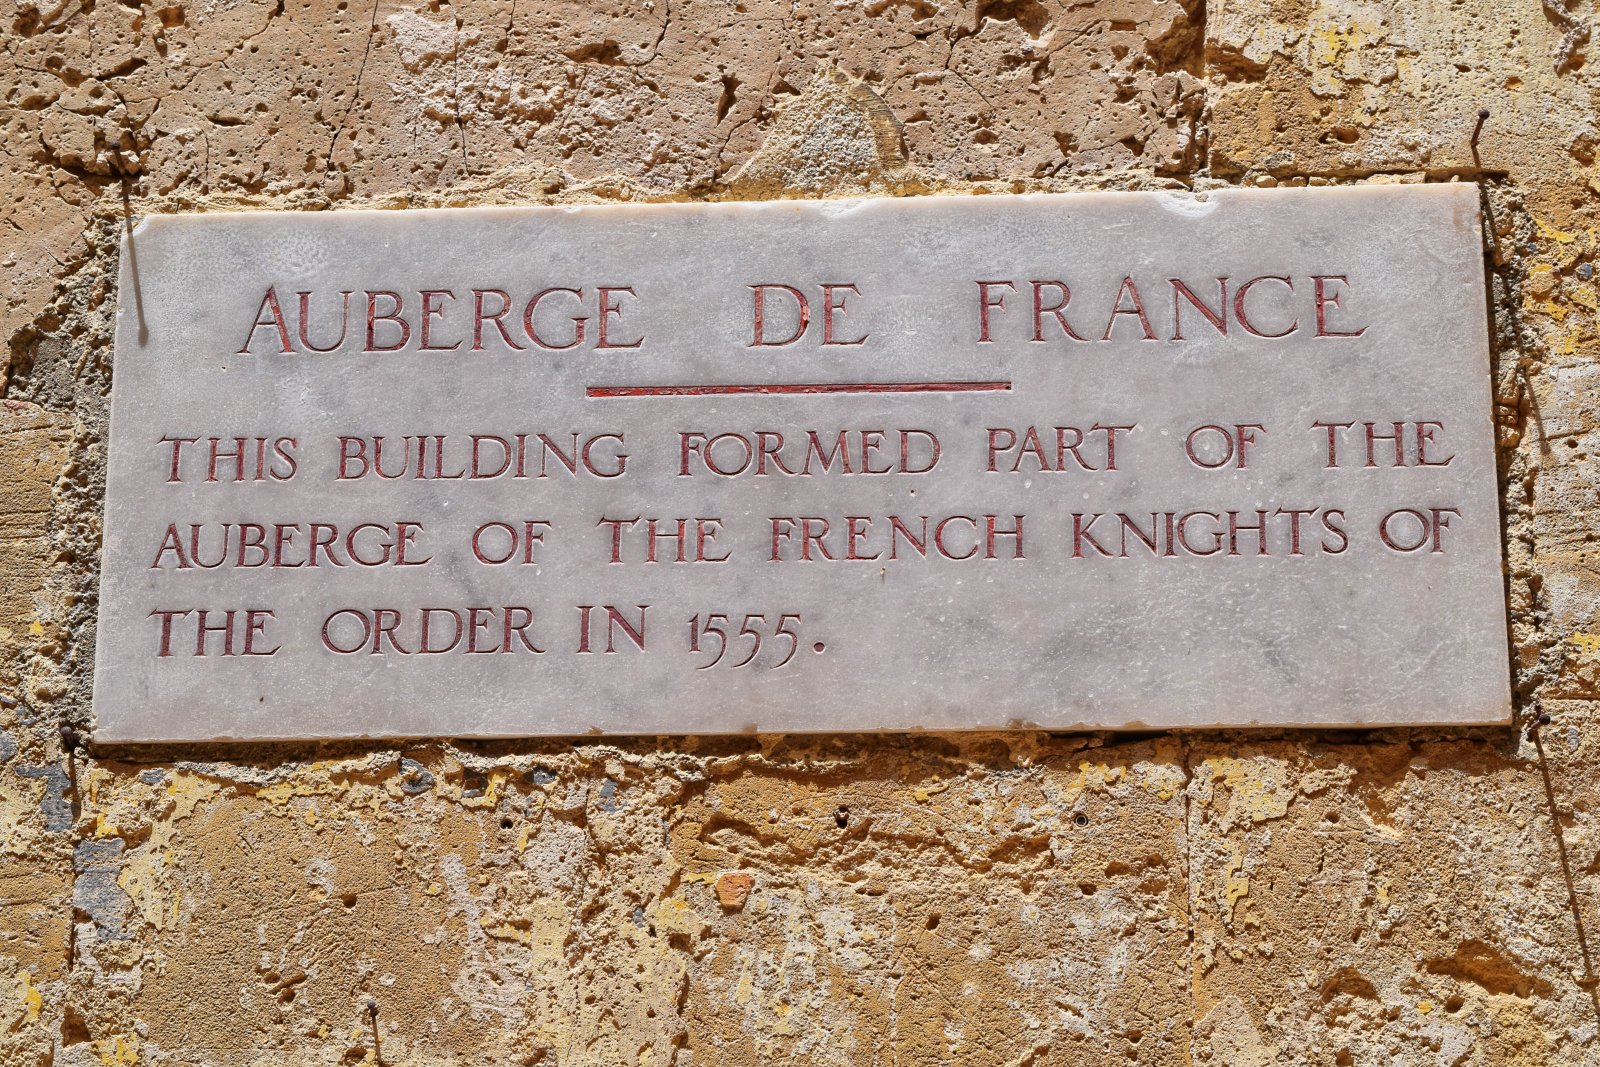 AUBERGE DE FRANCE
THIS BUILDING FORMED PART OF THE
AUBERGE OF THE FRENCH KNIGHTS OF
THE ORDER IN 1555.